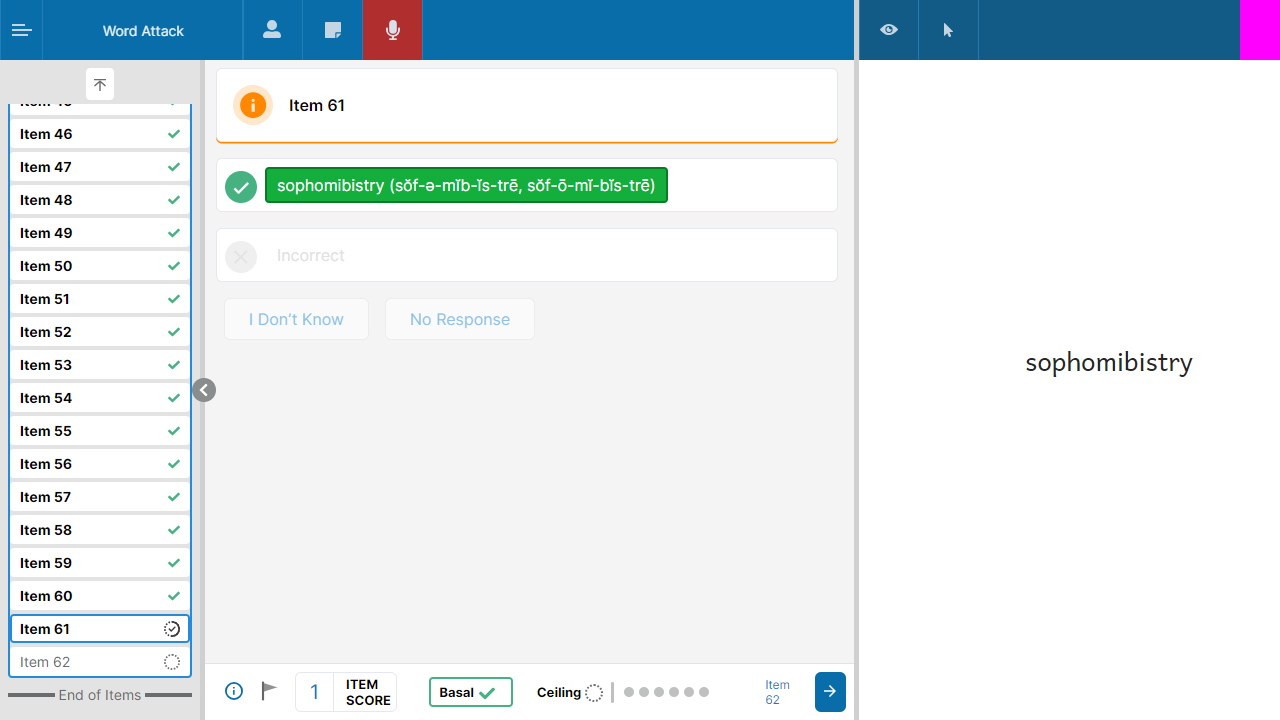 Word Attack
Item 46
Item 47
Item 48
Item 49
Item 50
Item 51
Item 52
Item 53
Item 54
Item 55
Item 56
Item 57
Item 58
Item 59
Item 60
Item 61
Item 62
End of Items
Item 61
sophomibistry (sŏf-ə-mĭb-ĭs-trē, sŏf-ō-mĭ-bĭs-trē)
Incorrect
I Don't Know
No Response
1
ITEM
SCORE
Basal
Ceiling
Item
62
sophomibistry